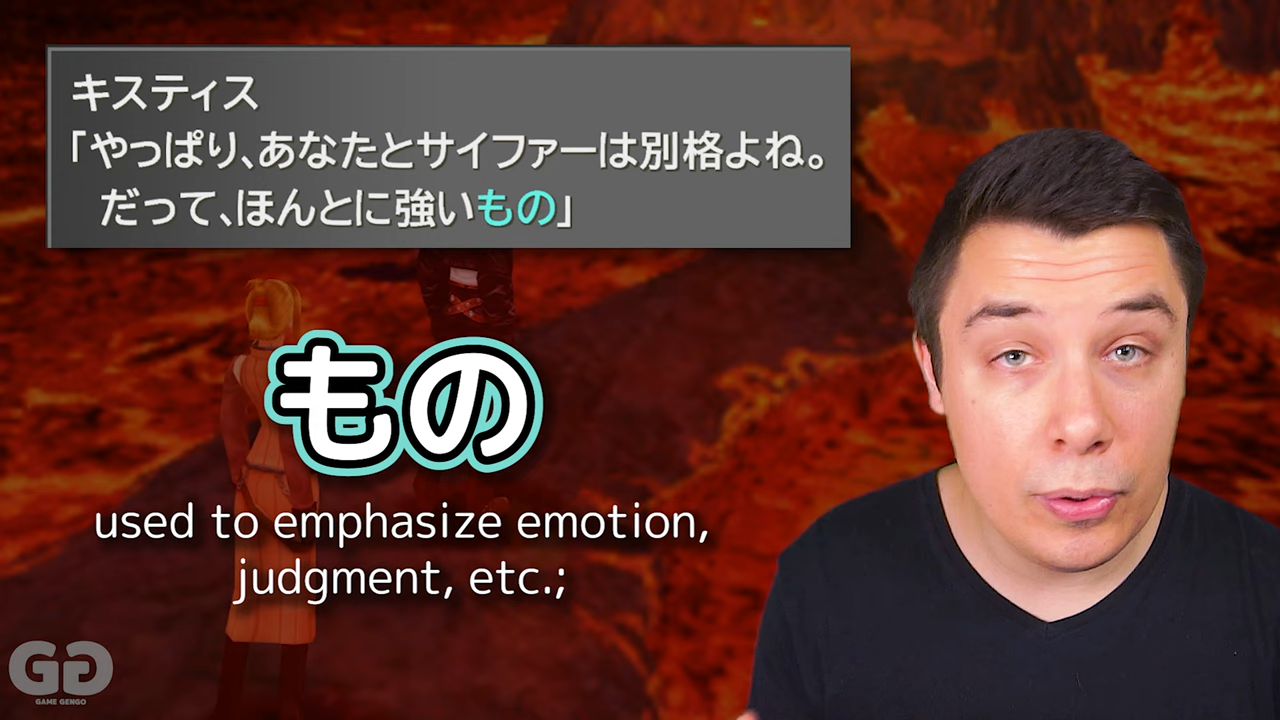 キスティス
「やっぱり、あなたとサイファーは別格よね。
だって、ほんとに強いもの」
もの
used to emphasize emotion,
judgment, etc.;
GG
GAME GENGO